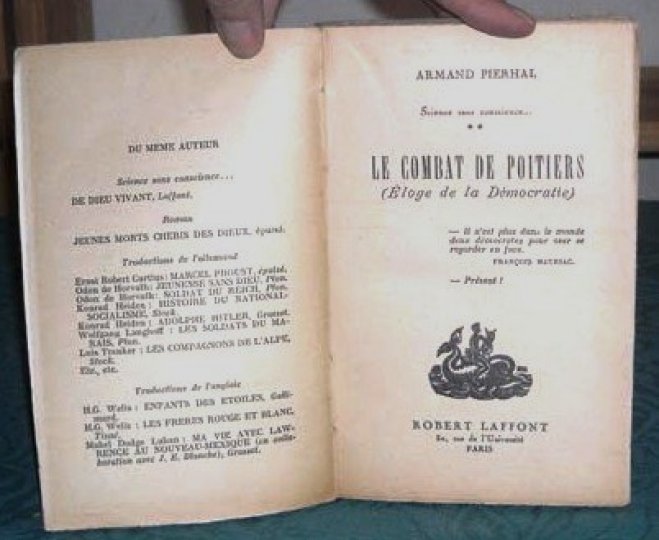 DU MEME AUTEUR
Science sans conscience...
DE DIEU VIVANT, Laffont.
Roman
JEUNES MORTS CHERIS DES DIEUX, épuisé.
Traductions de l'allemand
Ernst Robert Curtius : MARCEL PROUST, épuisé.
Odon de Horvath : JEUNESSE SANS DIEU, Plon.
Odon de Horvath : SOLDAT DU REICH, Plon.
Konrad Heiden : HISTOIRE DU NATIONAL-
SOCIALISME, Stock.
Konrad Heiden : ADOLPHE HITLER, Grasset.
Wolfgang Langhoff : LES SOLDATS DU MA-
RAIS, Plon.
Luis Trenker : LES COMPAGNONS DE L'ALPE,
Stock.
Etc., etc.
Traductions de l'anglais
H.G. Wells : ENFANTS DES ETOILES, Galli-
mard.
H.G. Wells : LES FRERES ROUGE ET BLANC,
Mabel Dodge Luhan : MA VIE AVEC LAW-
RENCE AU NOUVEAU-MEXIQUE (en colla-
boration avec J. E. Blanche), Grasset.
ARMAND PIERHAL
Science sans conscience...
**
LE COMBAT DE POITIERS
(Éloge de la Démocratie)
— Il n'est plus dans le monde
deux démocrates pour oser se
regarder en face.
FRANÇOIS MAURIAC.
— Présent !
ROBERT LAFFONT
30, rue de l'Université
PARIS